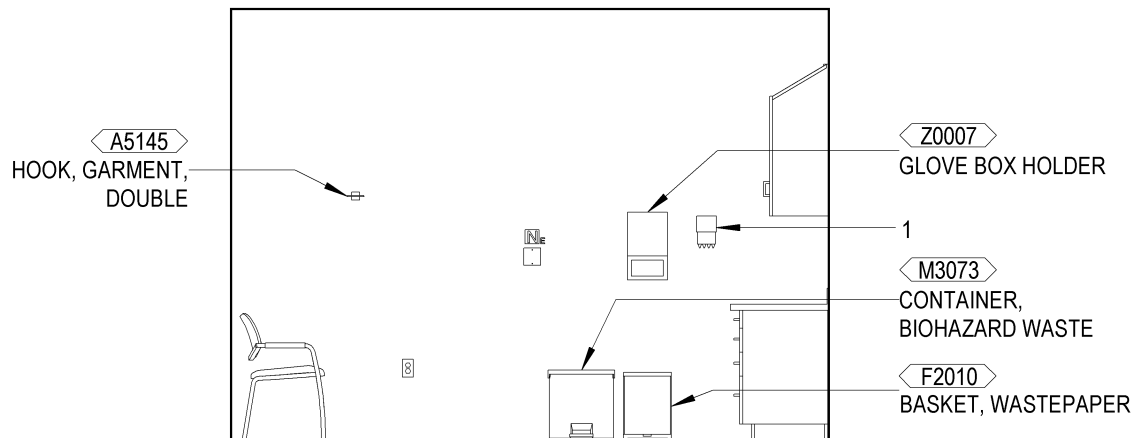 A5145
HOOK, GARMENT,
DOUBLE
Z0007
GLOVE BOX HOLDER
1
N E
M3073
CONTAINER,
BIOHAZARD WASTE
F2010
BASKET, WASTEPAPER